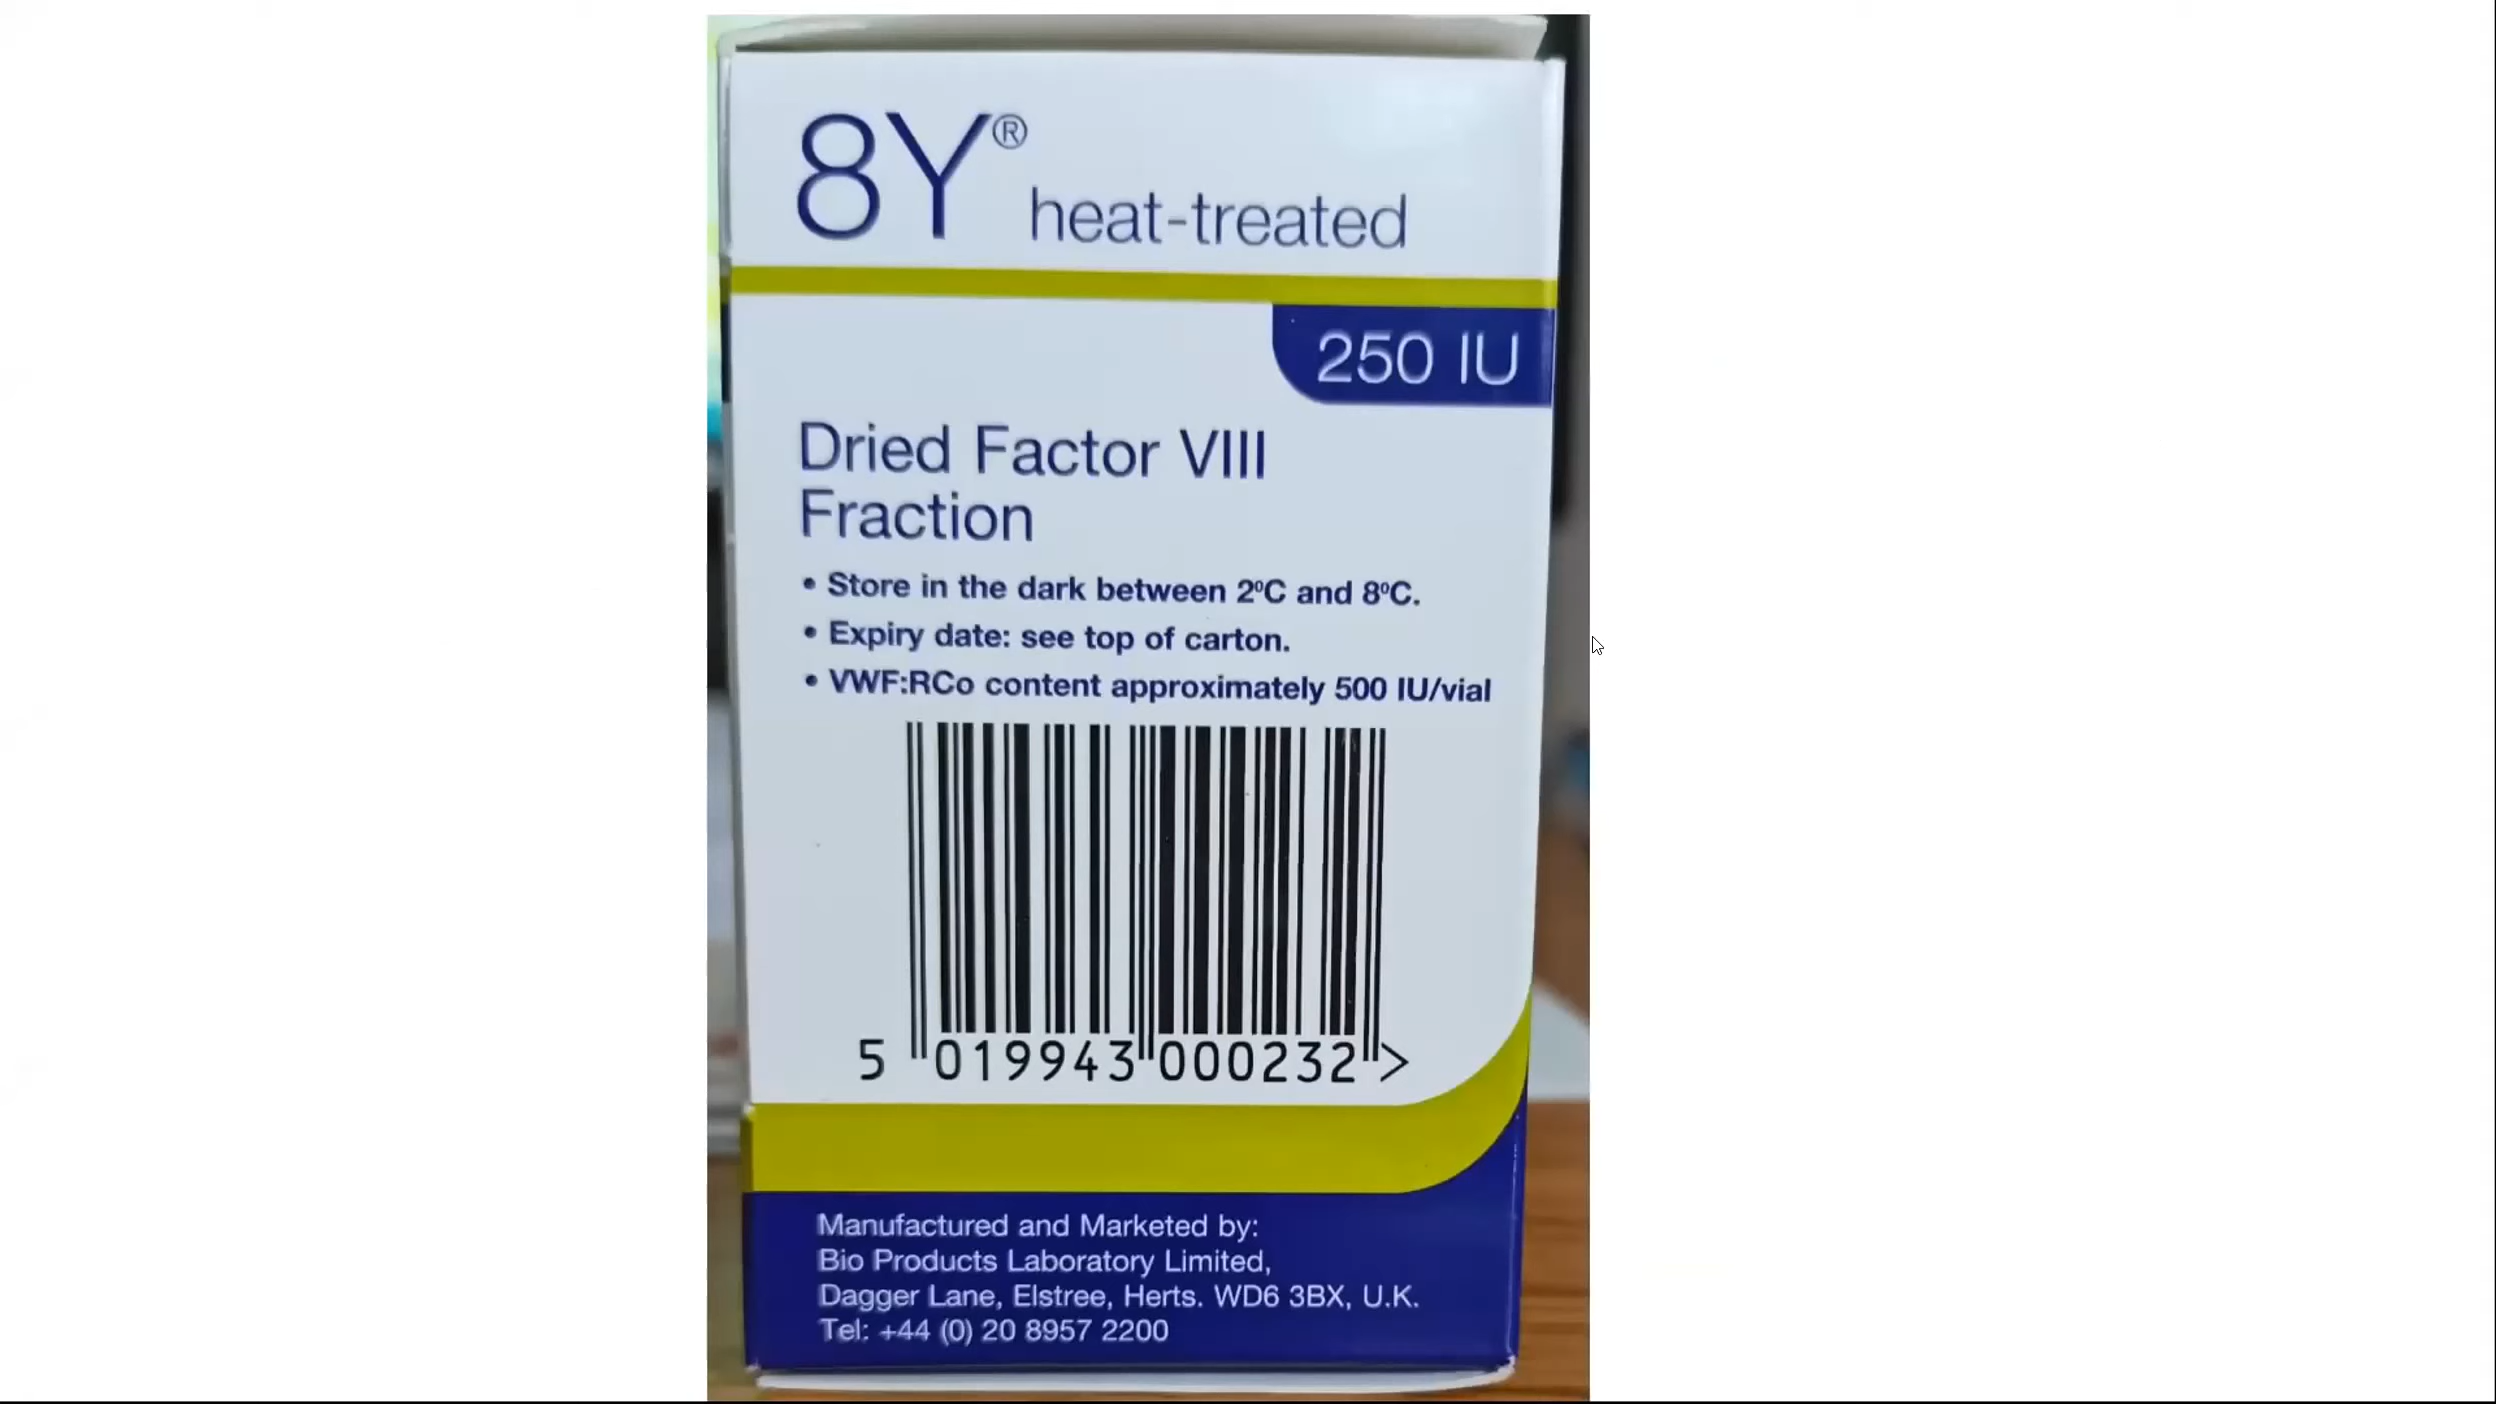 8Y® heat-treated
250 IU
Dried Factor VIII
Fraction
• Store in the dark between 2ºC and 8ºC.
• Expiry date: see top of carton.
• VWF:RCo content approximately 500 IU/vial
5 019943 000232 >
Manufactured and Marketed by:
Bio Products Laboratory Limited,
Dagger Lane, Elstree, Herts. WD6 3BX, U.K.
Tel: +44 (0) 20 8957 2200